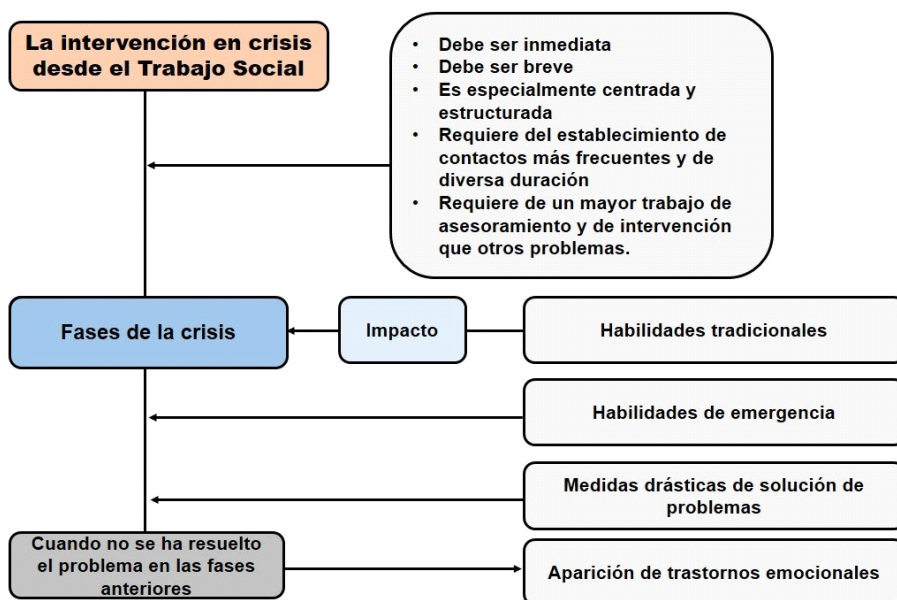 La intervención en crisis
desde el Trabajo Social
• Debe ser inmediata
• Debe ser breve
• Es especialmente centrada y
estructurada
• Requiere del establecimiento de
contactos más frecuentes y de
diversa duración
• Requiere de un mayor trabajo de
asesoramiento y de intervención
que otros problemas.
Fases de la crisis
Impacto
Habilidades tradicionales
Habilidades de emergencia
Medidas drásticas de solución de
problemas
Cuando no se ha resuelto
el problema en las fases
anteriores
Aparición de trastornos emocionales